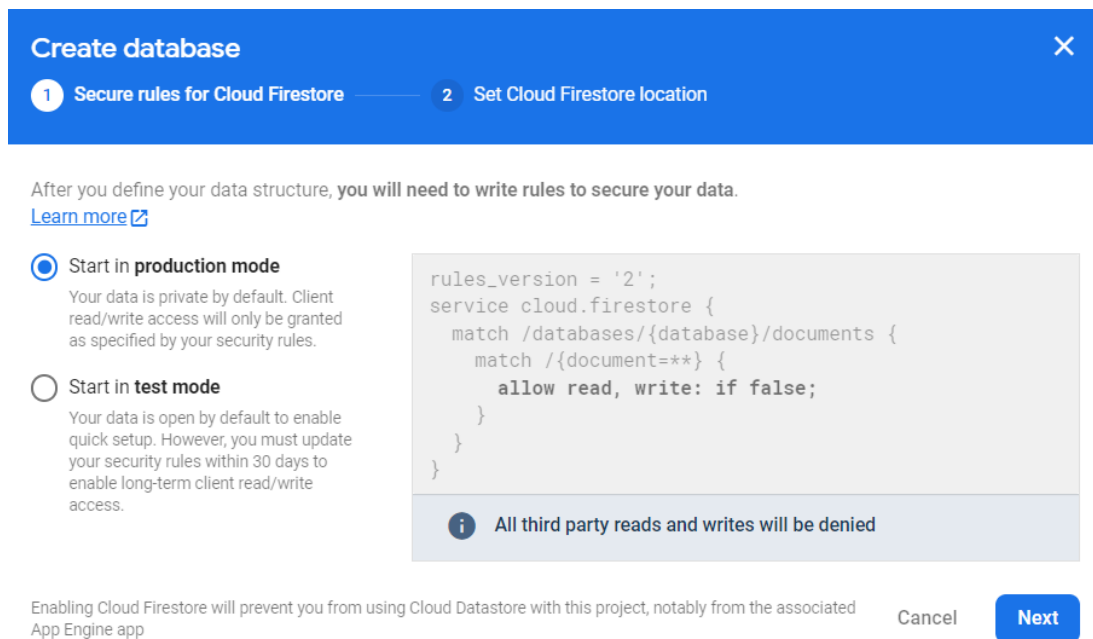 Create database
1 Secure rules for Cloud Firestore 2 Set Cloud Firestore location
After you define your data structure, you will need to write rules to secure your data.
Learn more
Start in production mode
Your data is private by default. Client
read/write access will only be granted
as specified by your security rules.
Start in test mode
Your data is open by default to enable
quick setup. However, you must update
your security rules within 30 days to
enable long-term client read/write
access.
rules_version = '2';
service cloud.firestore {
  match /databases/{database}/documents {
    match /{document=**} {
      allow read, write: if false;
    }
  }
}
All third party reads and writes will be denied
Enabling Cloud Firestore will prevent you from using Cloud Datastore with this project, notably from the associated
App Engine app
Cancel
Next